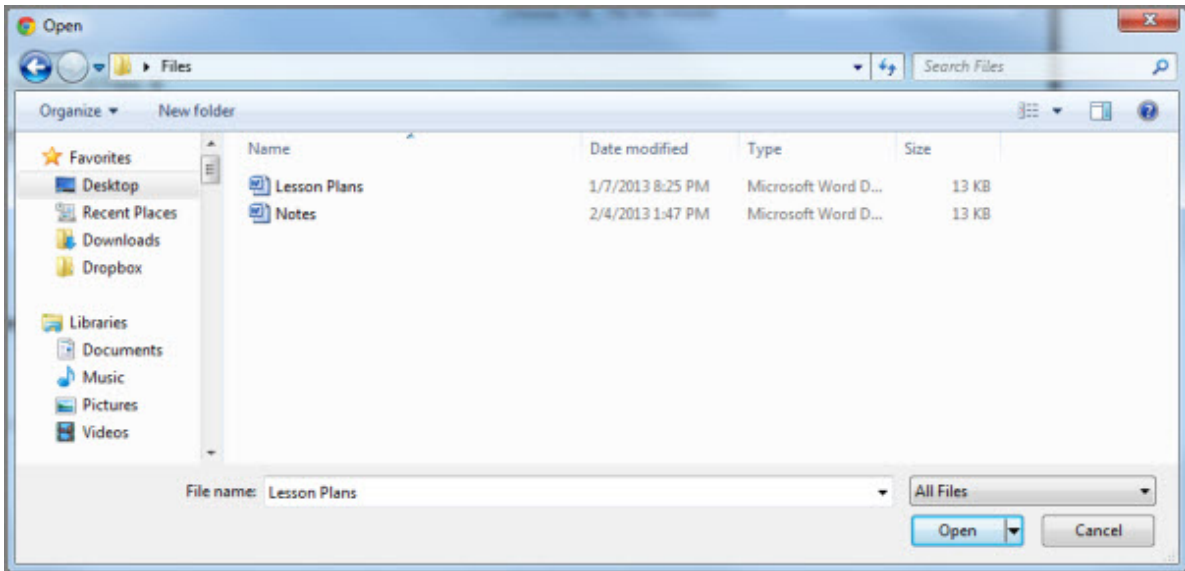 Open
Files
Search Files
Organize
New folder
Name
Date modified
Type
Size
Favorites
Desktop
Recent Places
Downloads
Dropbox
Libraries
Documents
Music
Pictures
Videos
Lesson Plans 1/7/2013 8:25 PM Microsoft Word D... 13 KB
Notes 2/4/2013 1:47 PM Microsoft Word D... 13 KB
File name: Lesson Plans
All Files
Open
Cancel